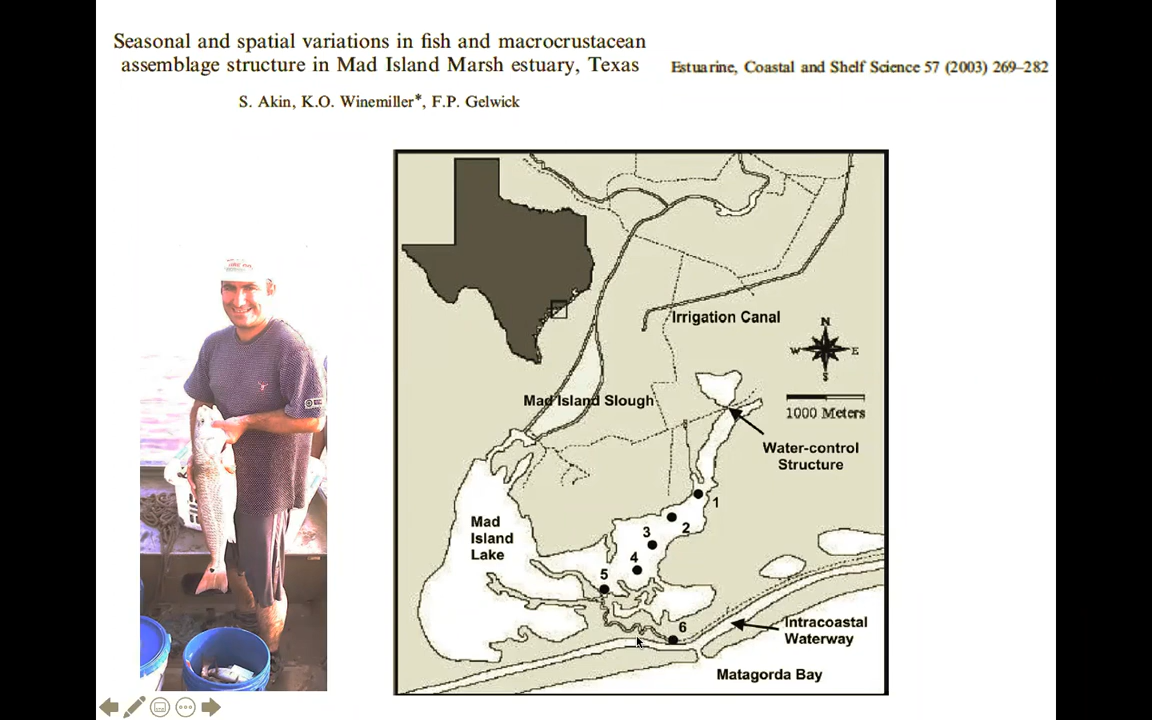 Seasonal and spatial variations in fish and macrocrustacean
assemblage structure in Mad Island Marsh estuary, Texas
Estuarine, Coastal and Shelf Science 57 (2003) 269–282
S. Akin, K.O. Winemiller*, F.P. Gelwick
Irrigation Canal
N
W E
S
Mad Island Slough
1000 Meters
Water-control
Structure
1
2
3
4
5
6
Mad
Island
Lake
Intracoastal
Waterway
Matagorda Bay